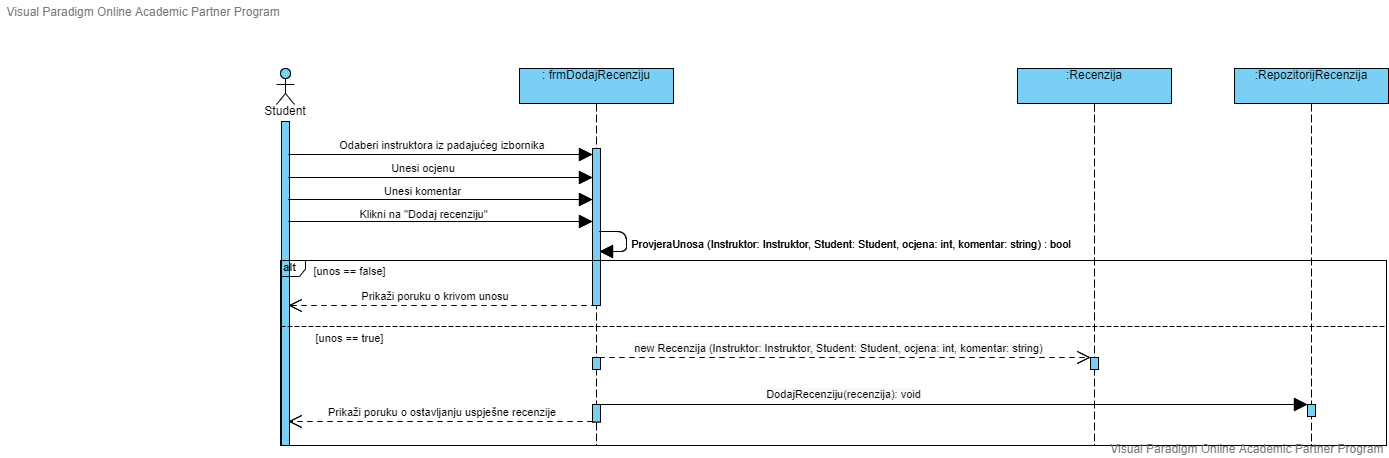 Visual Paradigm Online Academic Partner Program
Student
: frmDodajRecenziju
:Recenzija
:RepozitorijRecenzija
Odaberi instruktora iz padajućeg izbornika
Unesi ocjenu
Unesi komentar
Klikni na "Dodaj recenziju"
ProvjeraUnosa (Instruktor: Instruktor, Student: Student, ocjena: int, komentar: string) : bool
alt
[unos == false]
Prikaži poruku o krivom unosu
[unos == true]
new Recenzija (Instruktor: Instruktor, Student: Student, ocjena: int, komentar: string)
DodajRecenziju(recenzija): void
Prikaži poruku o ostavljanju uspješne recenzije
Visual Paradigm Online Academic Partner Program